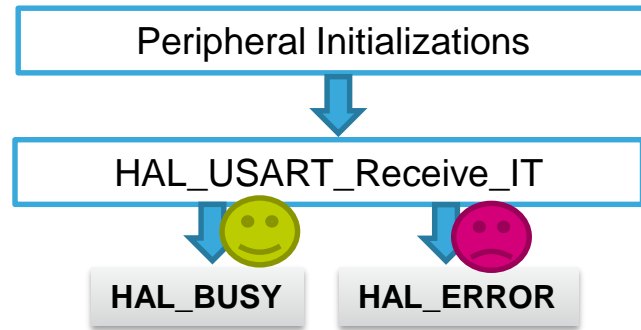 Peripheral Initializations
HAL_USART_Receive_IT
HAL_BUSY
HAL_ERROR